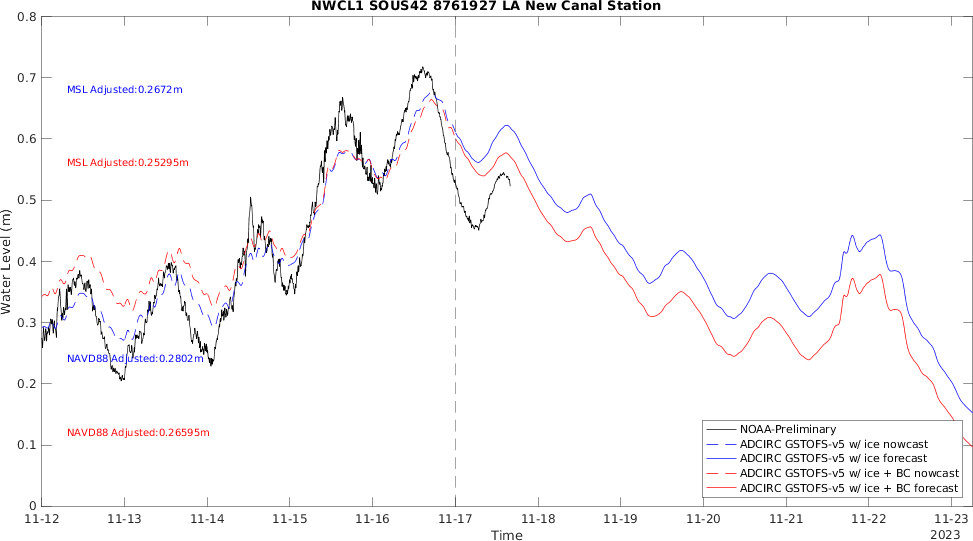 NWCL1 SOUS42 8761927 LA New Canal Station
0.8
0.7
0.6
0.5
0.4
0.3
0.2
0.1
0
Water Level (m)
MSL Adjusted:0.2672m
MSL Adjusted:0.25295m
NAVD88 Adjusted:0.2802m
NAVD88 Adjusted:0.26595m
NOAA-Preliminary
ADCIRC GSTOFS-v5 w/ ice nowcast
ADCIRC GSTOFS-v5 w/ ice forecast
ADCIRC GSTOFS-v5 w/ ice + BC nowcast
ADCIRC GSTOFS-v5 w/ ice + BC forecast
11-12 11-13 11-14 11-15 11-16 11-17 11-18 11-19 11-20 11-21 11-22 11-23
2023
Time